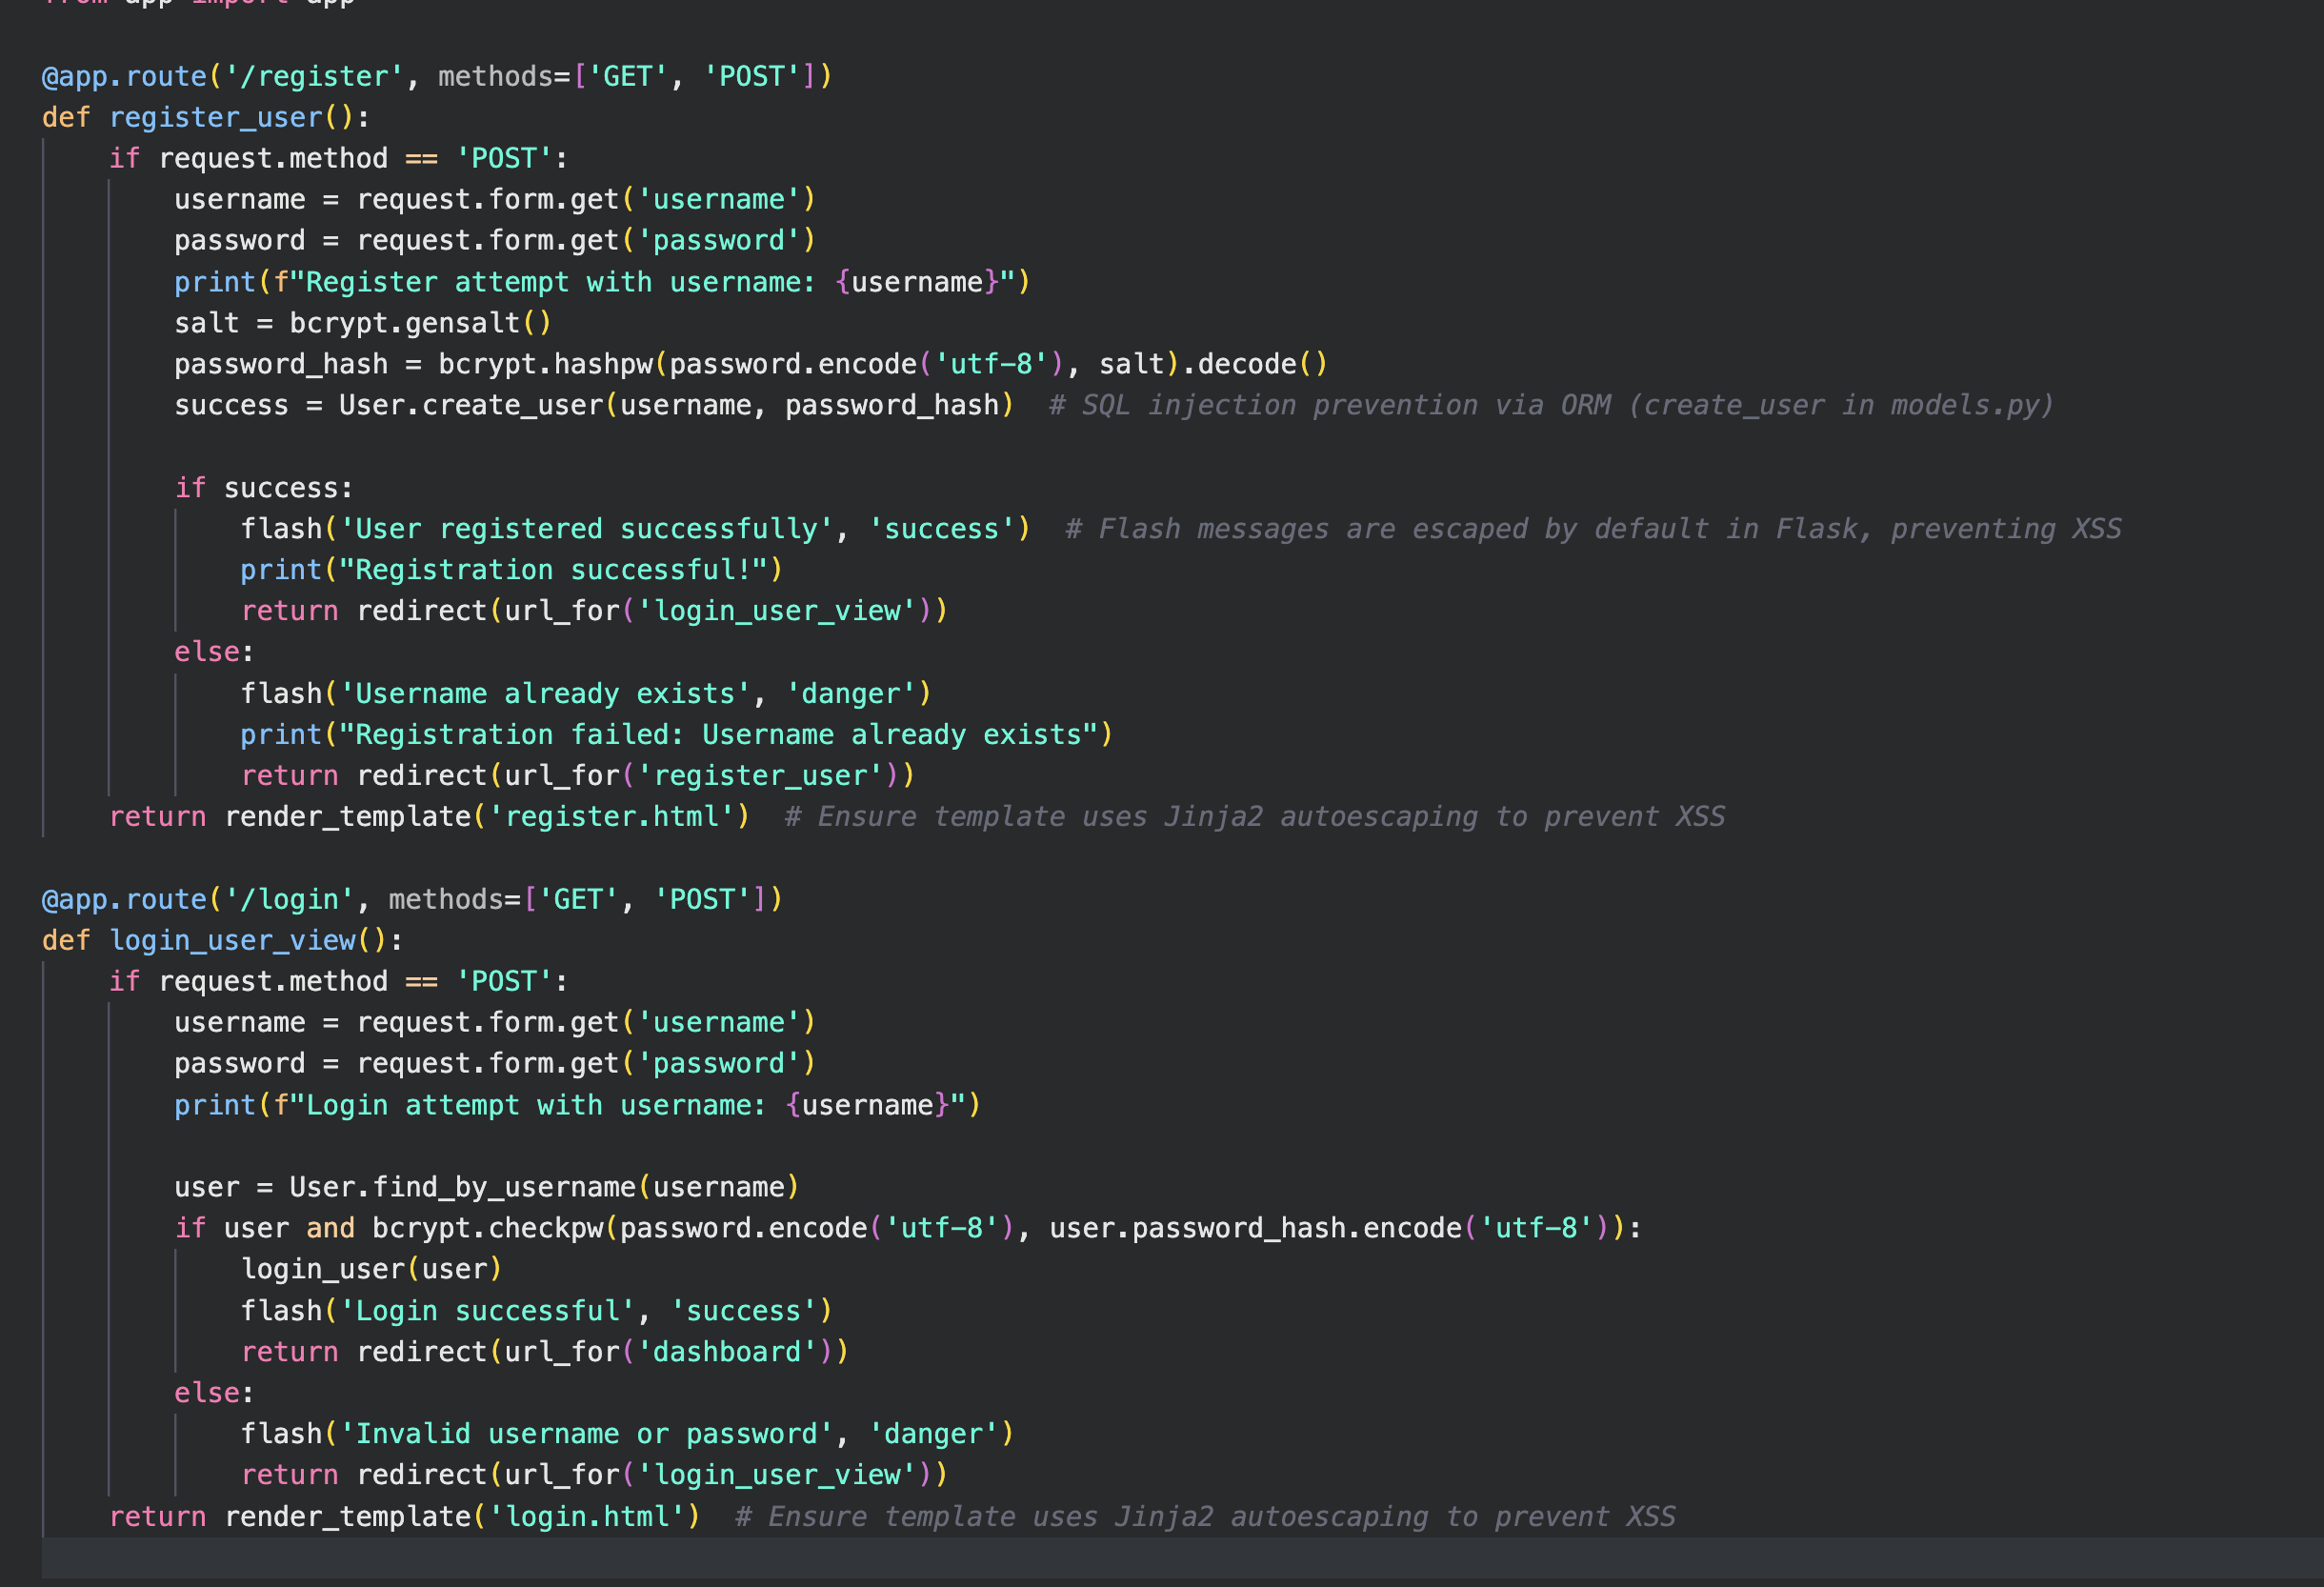 from app import app
@app.route('/register', methods=['GET', 'POST'])
def register_user():
    if request.method == 'POST':
        username = request.form.get('username')
        password = request.form.get('password')
        print(f"Register attempt with username: {username}")
        salt = bcrypt.gensalt()
        password_hash = bcrypt.hashpw(password.encode('utf-8'), salt).decode()
        success = User.create_user(username, password_hash)  # SQL injection prevention via ORM (create_user in models.py)
        if success:
            flash('User registered successfully', 'success')  # Flash messages are escaped by default in Flask, preventing XSS
            print("Registration successful!")
            return redirect(url_for('login_user_view'))
        else:
            flash('Username already exists', 'danger')
            print("Registration failed: Username already exists")
            return redirect(url_for('register_user'))
    return render_template('register.html')  # Ensure template uses Jinja2 autoescaping to prevent XSS
@app.route('/login', methods=['GET', 'POST'])
def login_user_view():
    if request.method == 'POST':
        username = request.form.get('username')
        password = request.form.get('password')
        print(f"Login attempt with username: {username}")
        user = User.find_by_username(username)
        if user and bcrypt.checkpw(password.encode('utf-8'), user.password_hash.encode('utf-8')):
            login_user(user)
            flash('Login successful', 'success')
            return redirect(url_for('dashboard'))
        else:
            flash('Invalid username or password', 'danger')
            return redirect(url_for('login_user_view'))
    return render_template('login.html')  # Ensure template uses Jinja2 autoescaping to prevent XSS